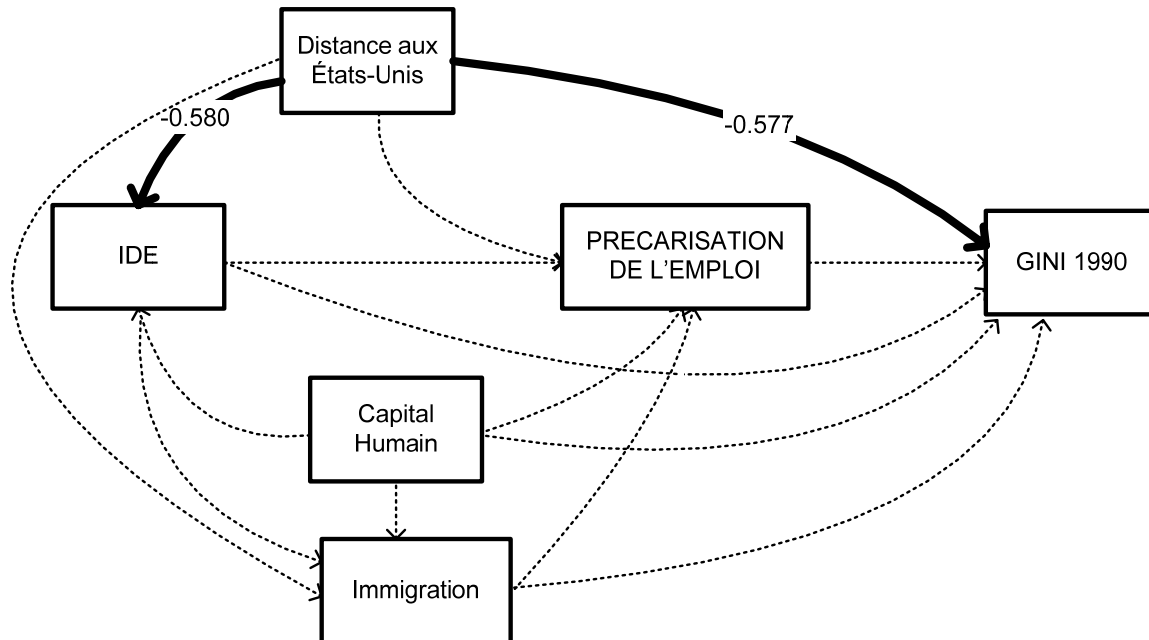 Distance aux
États-Unis
-0.580
-0.577
IDE
PRECARISATION
DE L'EMPLOI
GINI 1990
Capital
Humain
Immigration